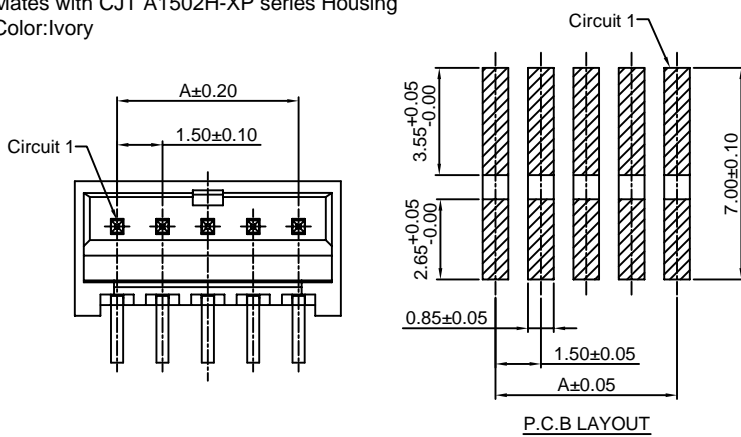 Mates with CJT A1502H-XP series Housing
Color:Ivory
Circuit 1
A±0.20
1.50±0.10
Circuit 1
3.55+0.05
-0.00
2.65+0.05
-0.00
7.00±0.10
0.85±0.05
1.50±0.05
A±0.05
P.C.B LAYOUT